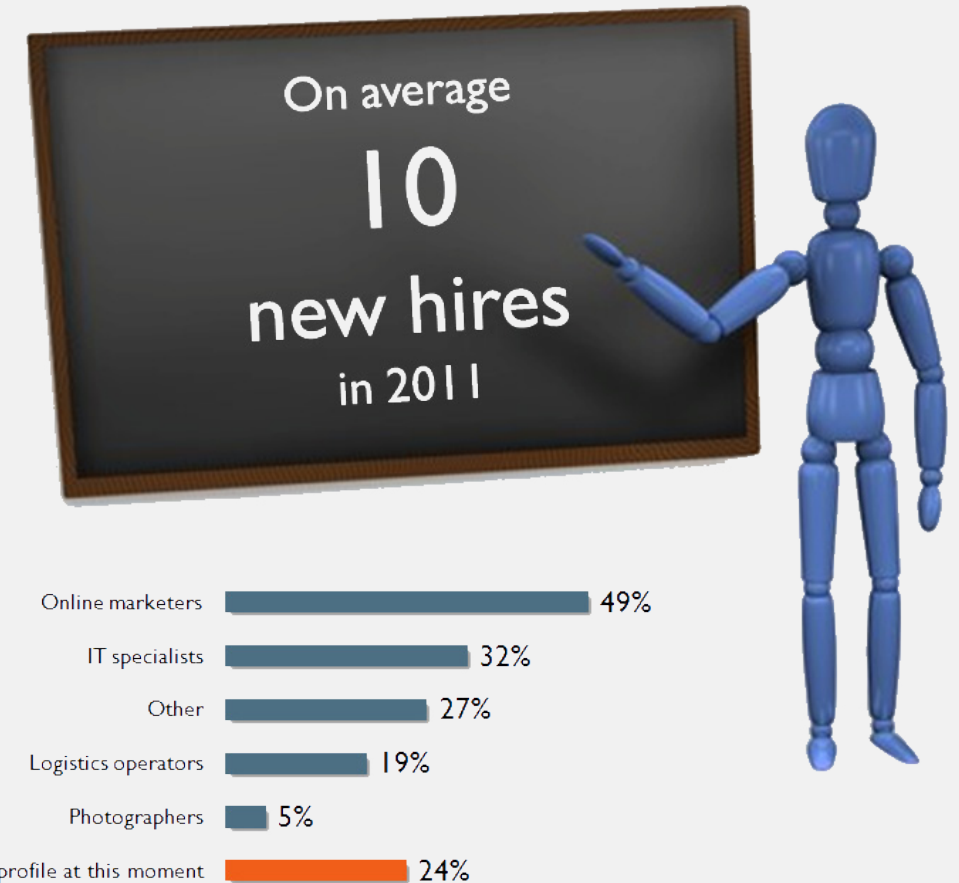 On average
10
new hires
in 2011
Online marketers 49%
IT specialists 32%
Other 27%
Logistics operators 19%
Photographers 5%
profile at this moment 24%